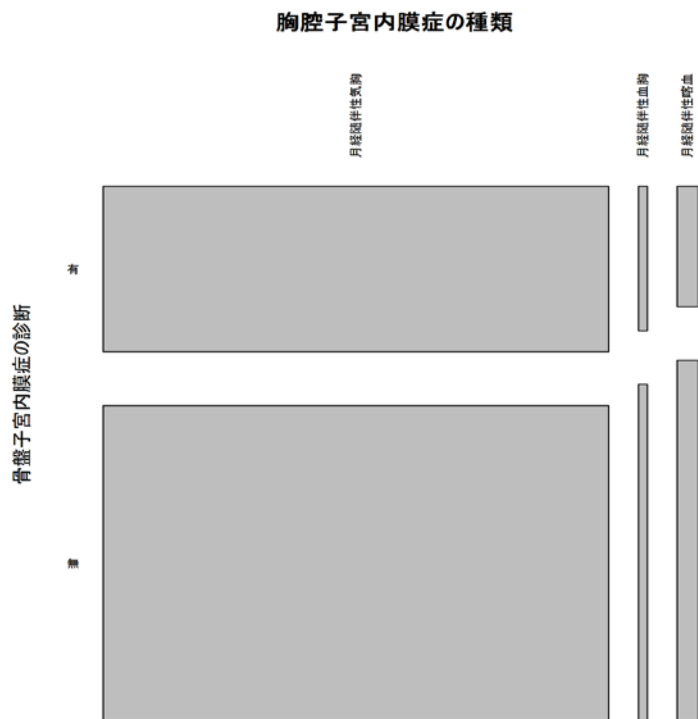 胸腔子宮内膜症の種類
月経随伴性気胸
月経随伴性血胸
月経随伴性喀血
骨盤子宮内膜症の診断
有
無